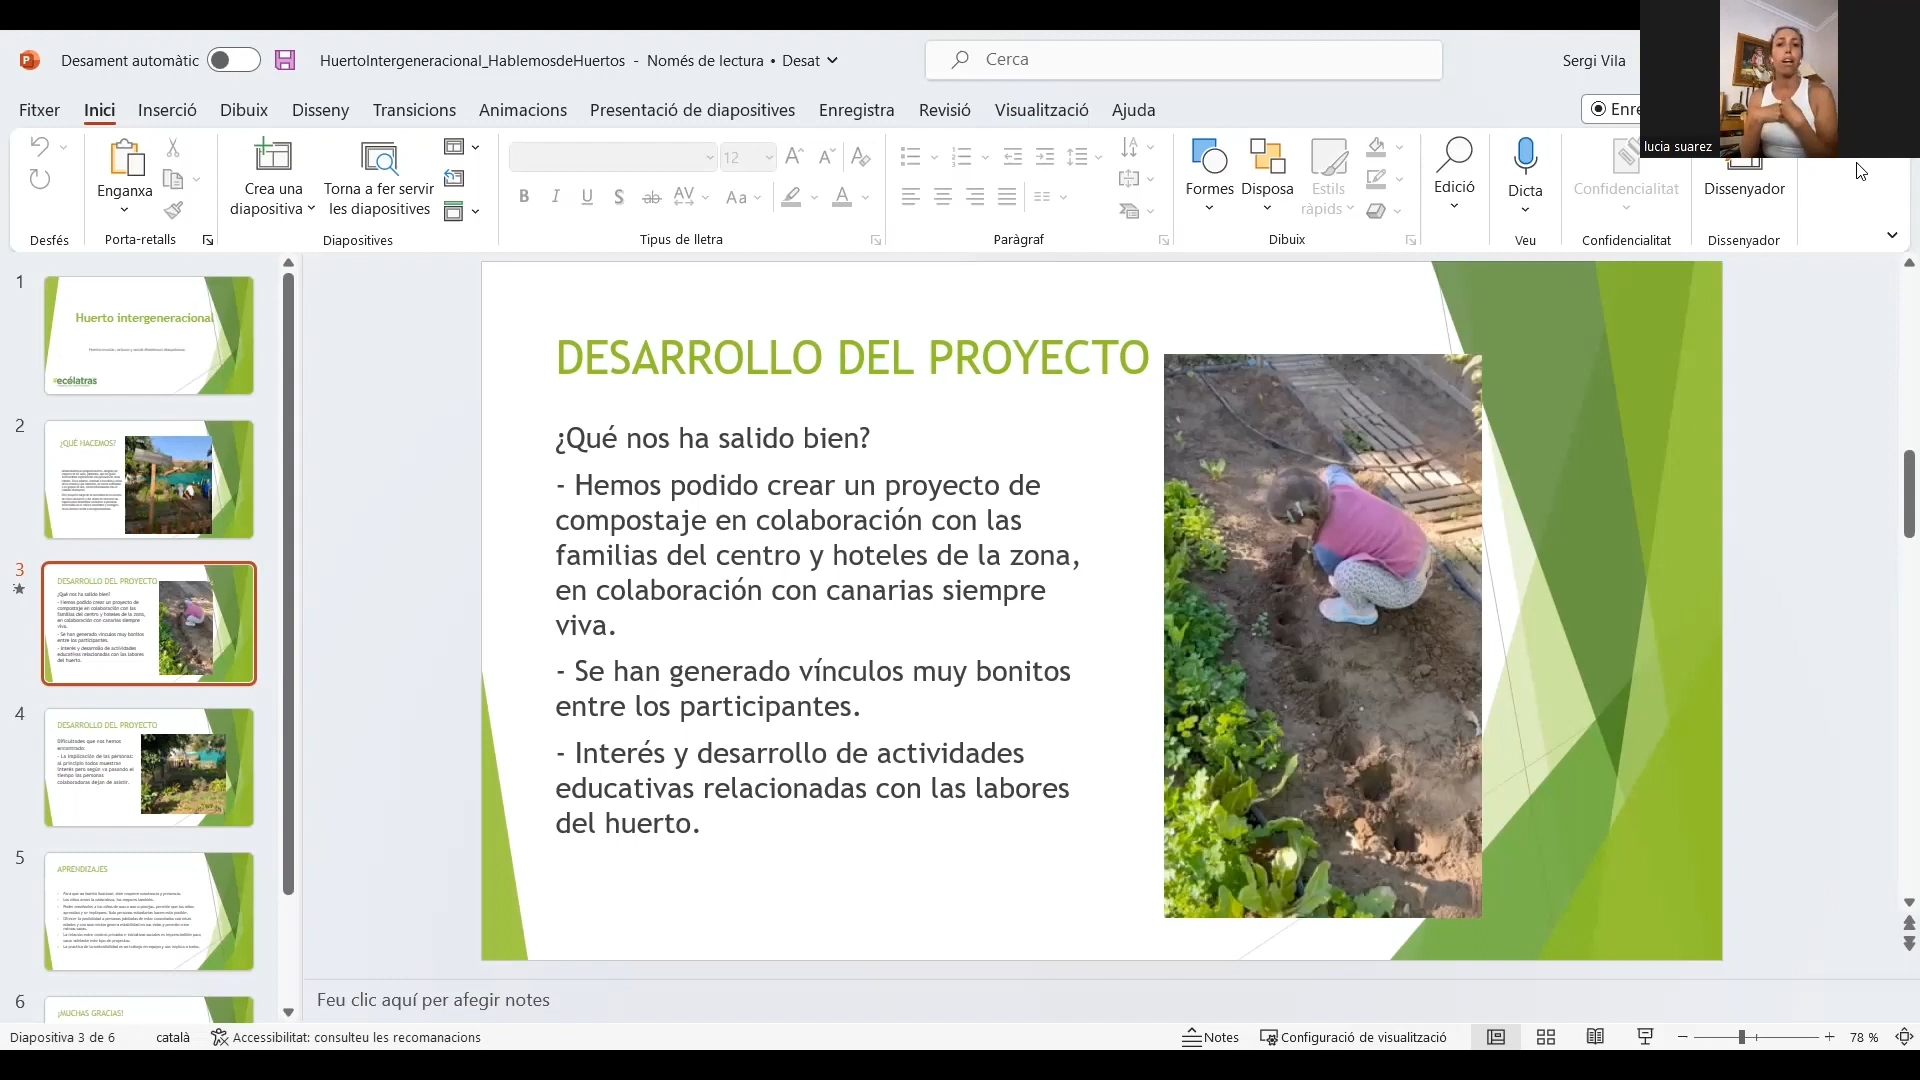 Desament automàtic
HuertoIntergeneracional_HablemosdeHuertos - Només de lectura • Desat
Cerca
Sergi Vila
Fitxer Inici Inserció Dibuix Disseny Transicions Animacions Presentació de diapositives Enregistra Revisió Visualització Ajuda
Enre
lucia suarez
Enganxa
Crea una diapositiva
Torna a fer servir les diapositives
12
Formes
Disposa
Estils ràpids
Edició
Dicta
Confidencialitat
Dissenyador
Desfés Porta-retalls Diapositives Tipus de lletra Paràgraf Dibuix Veu Confidencialitat Dissenyador
1
Huerto intergeneracional
ecólatras
2
¿QUÉ HACEMOS?
3
DESARROLLO DEL PROYECTO
¿Qué nos ha salido bien?
- Hemos podido crear un proyecto de
compostaje en colaboración con las
familias del centro y hoteles de la zona,
en colaboración con canarias siempre
viva.
- Se han generado vínculos muy bonitos
entre los participantes.
- Interés y desarrollo de actividades
educativas relacionadas con las labores
del huerto.
4
DESARROLLO DEL PROYECTO
Dificultades que nos hemos
encontrado:
- La implicación de las personas:
al principio todos muestran
interés pero según va pasando el
tiempo las personas
colaboradoras dejan de asistir.
5
APRENDIZAJES
6
¡MUCHAS GRACIAS!
DESARROLLO DEL PROYECTO
¿Qué nos ha salido bien?
- Hemos podido crear un proyecto de
compostaje en colaboración con las
familias del centro y hoteles de la zona,
en colaboración con canarias siempre
viva.
- Se han generado vínculos muy bonitos
entre los participantes.
- Interés y desarrollo de actividades
educativas relacionadas con las labores
del huerto.
Feu clic aquí per afegir notes
Diapositiva 3 de 6 català Accessibilitat: consulteu les recomanacions Notes Configuració de visualització 78 %